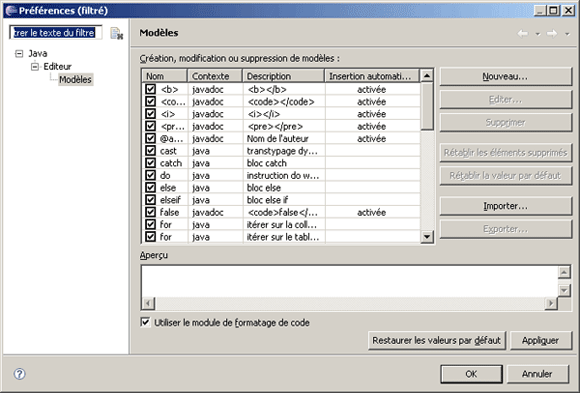 Préférences (filtré)
trer le texte du filtre
Modèles
Java
Editeur
Modèles
Création, modification ou suppression de modèles :
Nom Contexte Description Insertion automati...
<b> javadoc <b></b> activée
<co... javadoc <code></code> activée
<i> javadoc <i></i> activée
<pr... javadoc <pre></pre> activée
@a... javadoc Nom de l'auteur activée
cast java transtypage dy...
catch java bloc catch
do java instruction do w...
else java bloc else
elseif java bloc else if
false javadoc <code>false</... activée
for java itérer sur la coll...
for java itérer sur le tabl...
Nouveau...
Editer...
Supprimer
Rétablir les éléments supprimés
Rétablir la valeur par défaut
Importer...
Exporter...
Aperçu
Utiliser le module de formatage de code
Restaurer les valeurs par défaut Appliquer
? OK Annuler